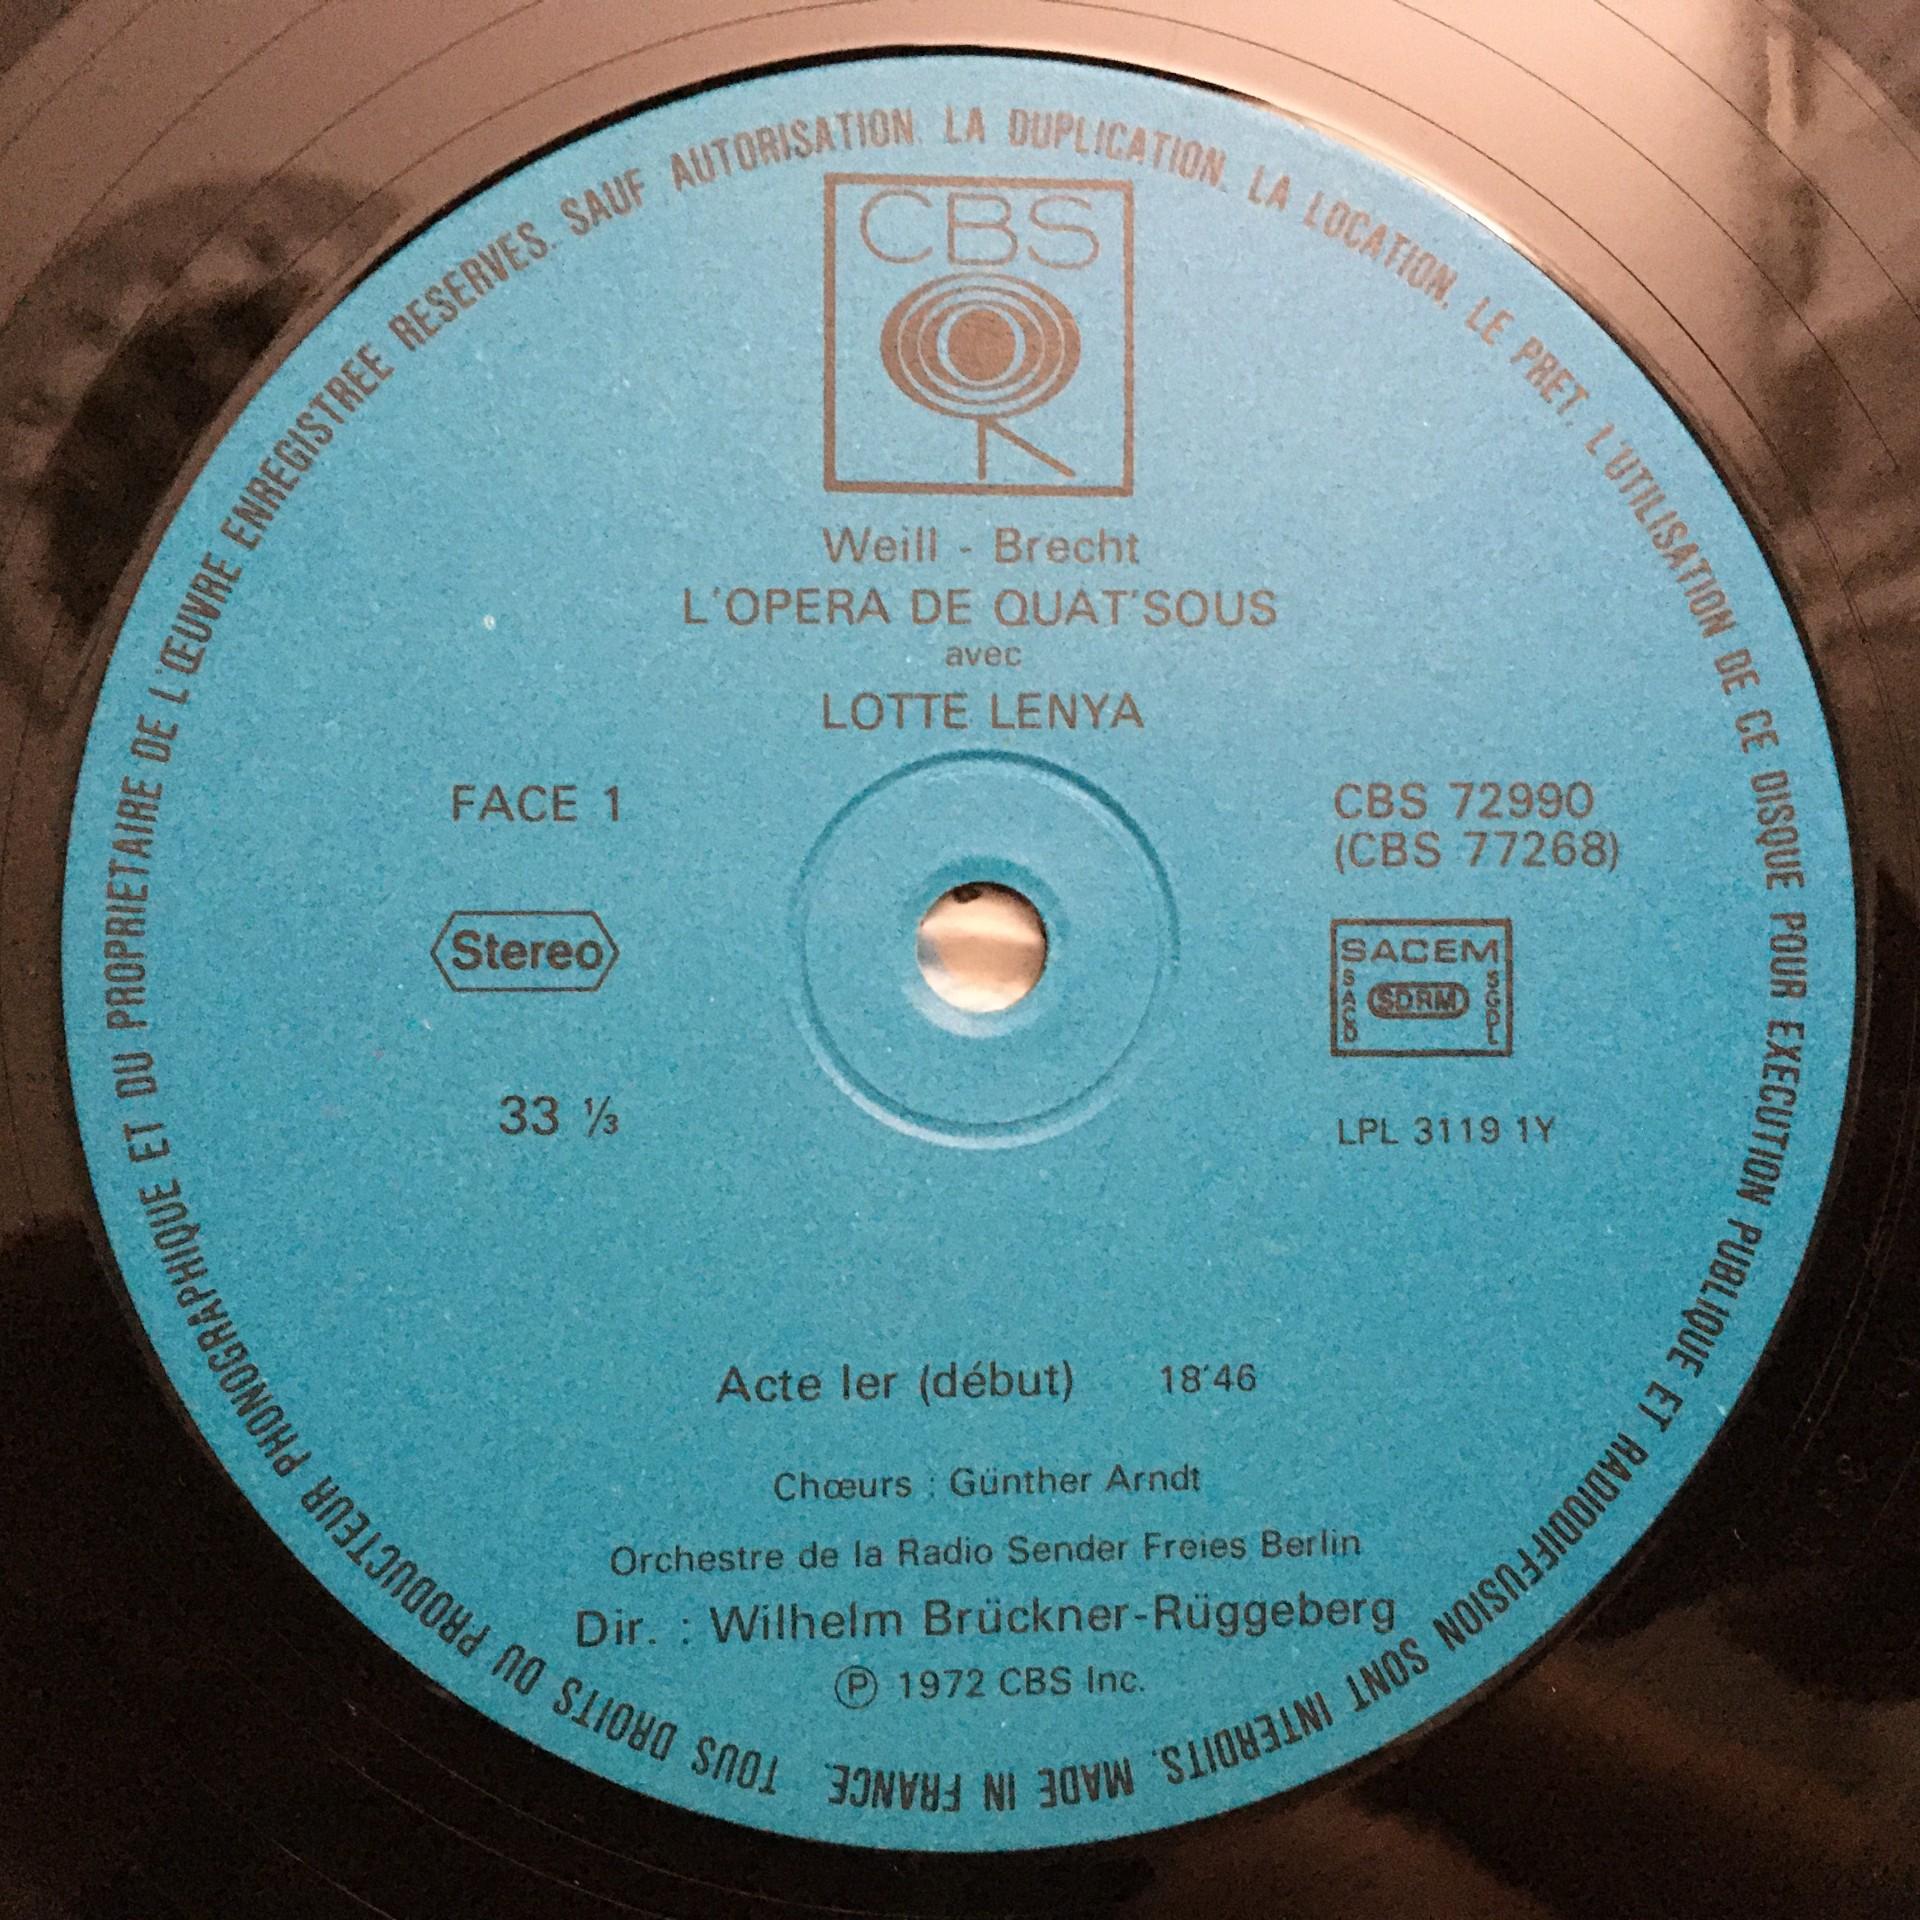 CBS
Weill - Brecht
L'OPERA DE QUAT'SOUS
avec
LOTTE LENYA
FACE 1
CBS 72990
(CBS 77268)
Stereo
SACEM
SACD
SDRM
SGDL
33 ⅓
LPL 3119 1Y
Acte Ier (début) 18'46
Chœurs : Günther Arndt
Orchestre de la Radio Sender Freies Berlin
Dir. : Wilhelm Brückner-Rüggeberg
℗ 1972 CBS Inc.
TOUS DROITS DU PRODUCTEUR PHONOGRAPHIQUE ET DU PROPRIETAIRE DE L'ŒUVRE ENREGISTREE RESERVES. SAUF AUTORISATION. LA DUPLICATION. LA LOCATION. LE PRET. L'UTILISATION DE CE DISQUE POUR EXECUTION PUBLIQUE ET RADIODIFFUSION SONT INTERDITS. MADE IN FRANCE.